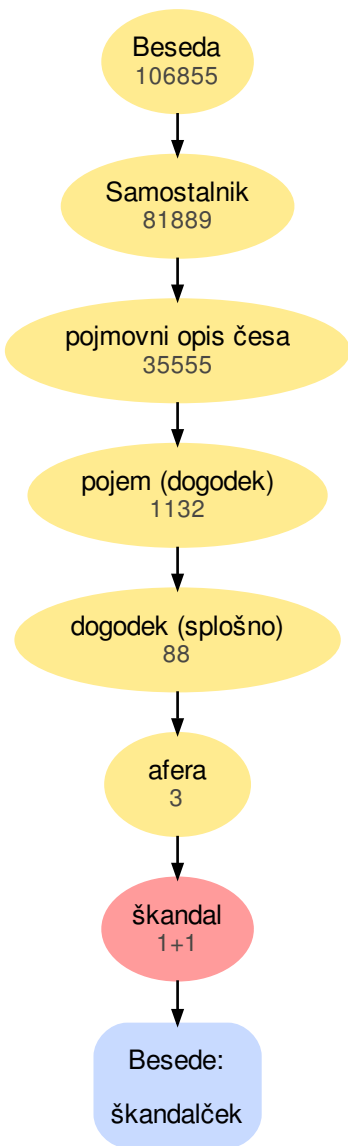 Beseda
106855
Samostalnik
81889
pojmovni opis česa
35555
pojem (dogodek)
1132
dogodek (splošno)
88
afera
3
škandal
1+1
Besede:
škandalček